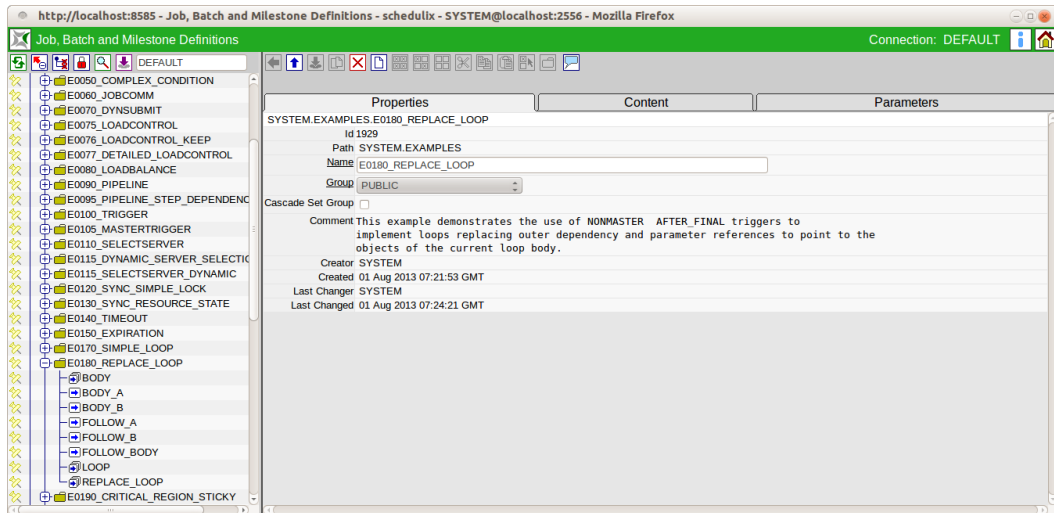 http://localhost:8585 - Job, Batch and Milestone Definitions - schedulix - SYSTEM@localhost:2556 - Mozilla Firefox
Job, Batch and Milestone Definitions
Connection: DEFAULT
DEFAULT
E0050_COMPLEX_CONDITION
E0060_JOBCOMM
E0070_DYNSUBMIT
E0075_LOADCONTROL
E0076_LOADCONTROL_KEEP
E0077_DETAILED_LOADCONTROL
E0080_LOADBALANCE
E0090_PIPELINE
E0095_PIPELINE_STEP_DEPENDENC
E0100_TRIGGER
E0105_MASTERTRIGGER
E0110_SELECTSERVER
E0115_DYNAMIC_SERVER_SELECTIO
E0115_SELECTSERVER_DYNAMIC
E0120_SYNC_SIMPLE_LOCK
E0130_SYNC_RESOURCE_STATE
E0140_TIMEOUT
E0150_EXPIRATION
E0170_SIMPLE_LOOP
E0180_REPLACE_LOOP
BODY
BODY_A
BODY_B
FOLLOW_A
FOLLOW_B
FOLLOW_BODY
LOOP
REPLACE_LOOP
E0190_CRITICAL_REGION_STICKY
Properties
Content
Parameters
SYSTEM.EXAMPLES.E0180_REPLACE_LOOP
Id 1929
Path SYSTEM.EXAMPLES
Name E0180_REPLACE_LOOP
Group PUBLIC
Cascade Set Group
Comment This example demonstrates the use of NONMASTER  AFTER_FINAL triggers to
implement loops replacing outer dependency and parameter references to point to the
objects of the current loop body.
Creator SYSTEM
Created 01 Aug 2013 07:21:53 GMT
Last Changer SYSTEM
Last Changed 01 Aug 2013 07:24:21 GMT